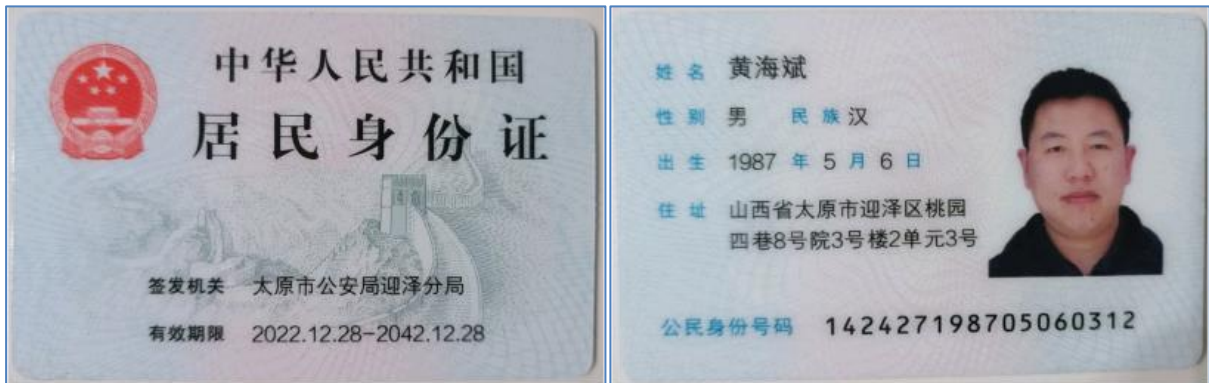 中华人民共和国
居民身份证
签发机关 太原市公安局迎泽分局
有效期限 2022.12.28-2042.12.28
姓名 黄海斌
性别 男 民族 汉
出生 1987 年 5 月 6 日
住址 山西省太原市迎泽区桃园
四巷8号院3号楼2单元3号
公民身份号码 142427198705060312